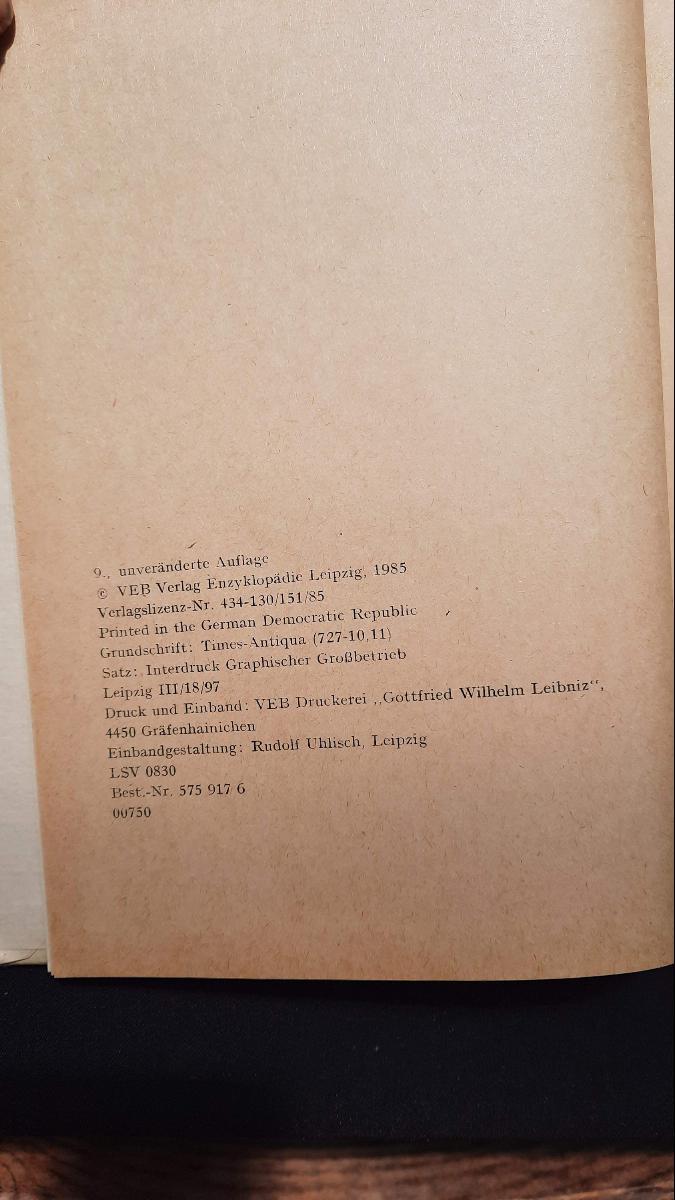 9., unveränderte Auflage
© VEB Verlag Enzyklopädie Leipzig, 1985
Verlagslizenz-Nr. 434-130/151/85
Printed in the German Democratic Republic
Grundschrift: Times-Antiqua (727-10,11)
Satz: Interdruck Graphischer Großbetrieb
Leipzig III/18/97
Druck und Einband: VEB Druckerei „Gottfried Wilhelm Leibniz“,
4450 Gräfenhainichen
Einbandgestaltung: Rudolf Uhlisch, Leipzig
LSV 0830
Best.-Nr. 575 917 6
00750